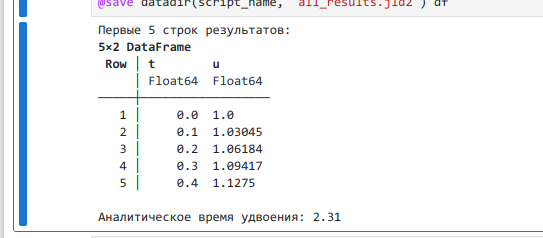 @save datadir(script_name, "all_results.jld2") df
Первые 5 строк результатов:
5×2 DataFrame
Row │ t u
│ Float64 Float64
1 │ 0.0 1.0
2 │ 0.1 1.03045
3 │ 0.2 1.06184
4 │ 0.3 1.09417
5 │ 0.4 1.1275
Аналитическое время удвоения: 2.31